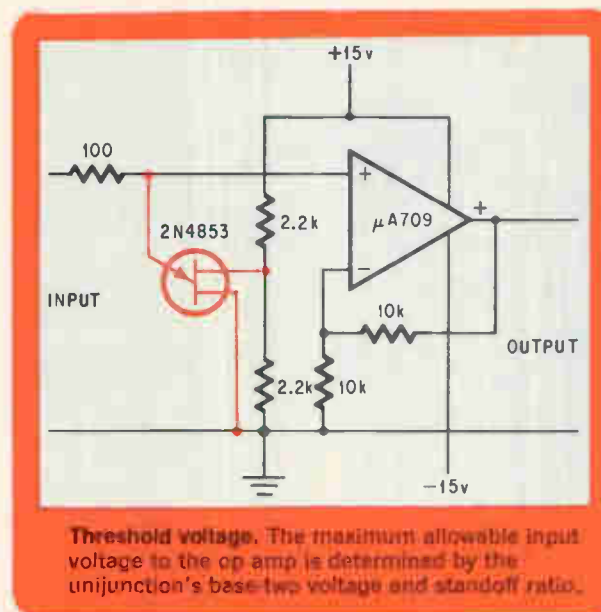 +15v
100
2N4853
2.2k
+
μA709
+
−
INPUT
10k
OUTPUT
2.2k
10k
−15v
Threshold voltage. The maximum allowable input
voltage to the op amp is determined by the
unijunction's base-two voltage and standoff ratio.